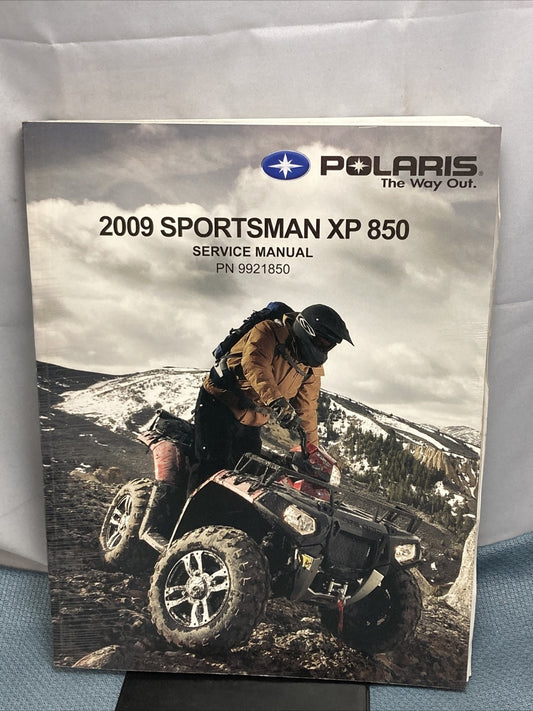 POLARIS®
The Way Out.
2009 SPORTSMAN XP 850
SERVICE MANUAL
PN 9921850